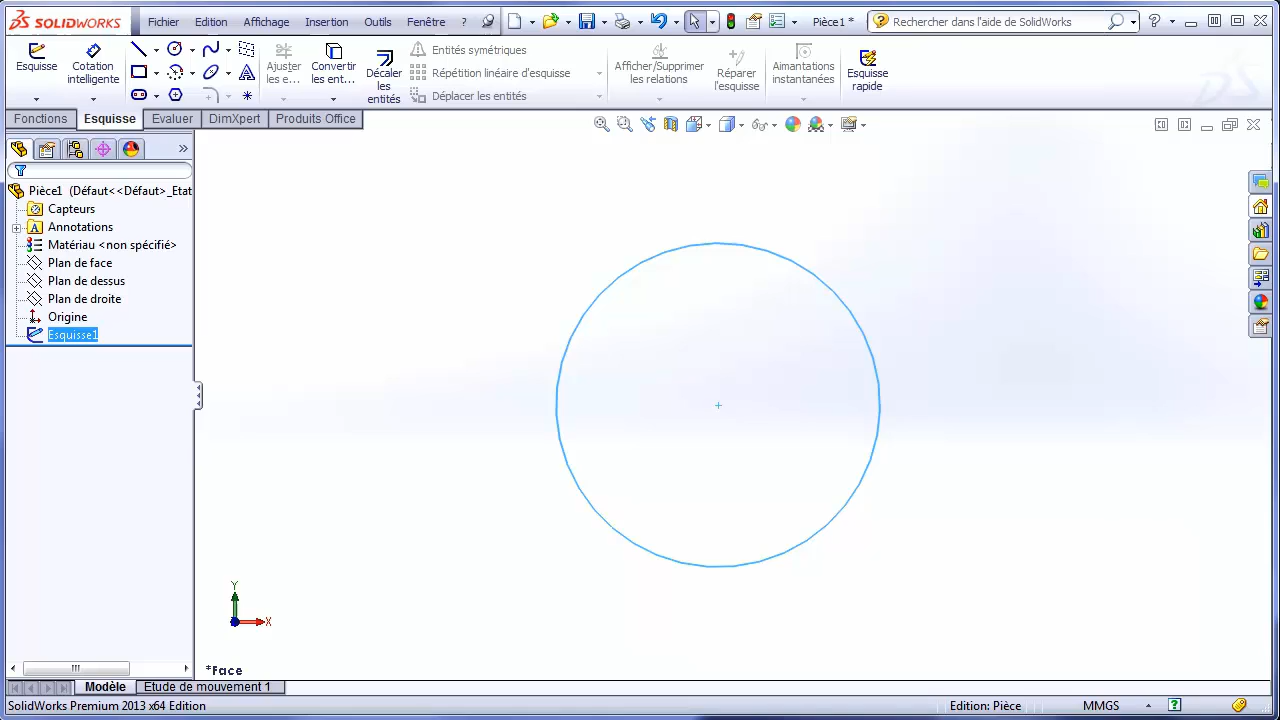 SOLIDWORKS Fichier Edition Affichage Insertion Outils Fenêtre ? Pièce1 * Rechercher dans l'aide de SolidWorks ?
Esquisse
Cotation intelligente
Ajuster les e...
Convertir les ent...
Décaler les entités
Entités symétriques
Répétition linéaire d'esquisse
Déplacer les entités
Afficher/Supprimer les relations
Réparer l'esquisse
Aimantations instantanées
Esquisse rapide
Fonctions Esquisse Evaluer DimXpert Produits Office
»
Pièce1 (Défaut<<Défaut>_Etat
Capteurs
Annotations
Matériau <non spécifié>
Plan de face
Plan de dessus
Plan de droite
Origine
Esquisse1
Y
X
*Face
Modèle Etude de mouvement 1
SolidWorks Premium 2013 x64 Edition Edition: Pièce MMGS ?